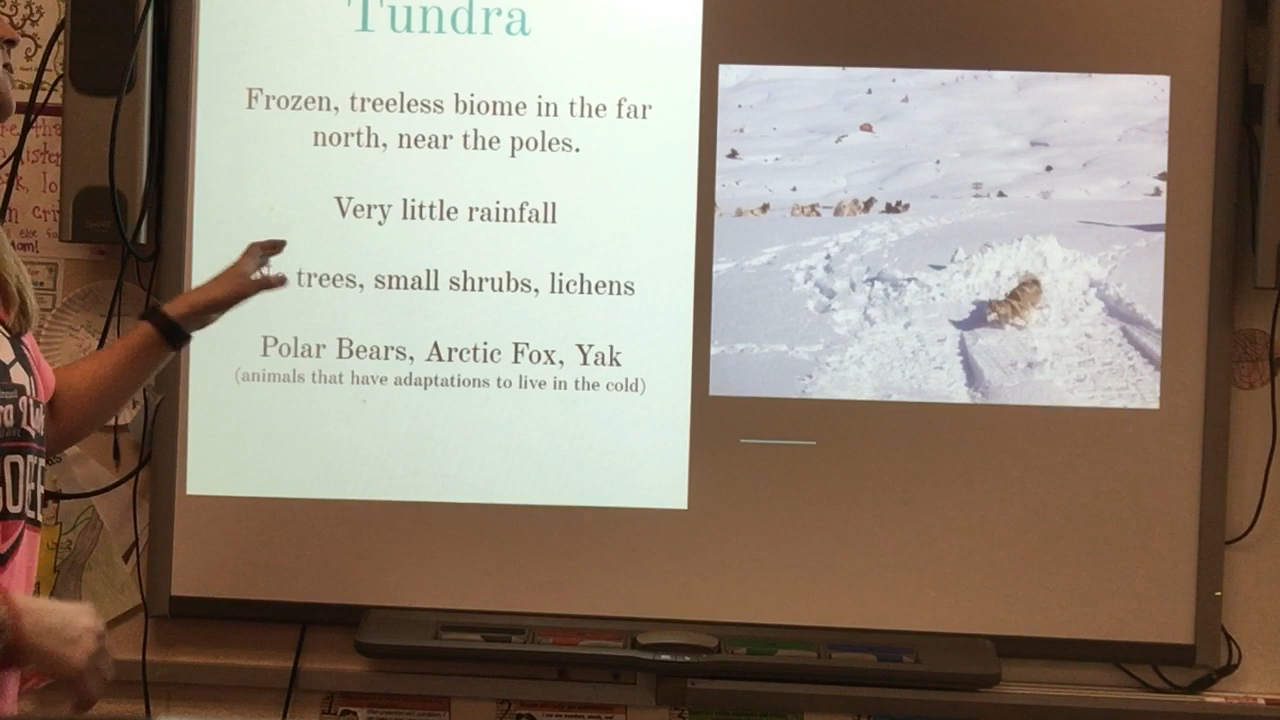 Tundra
Frozen, treeless biome in the far
north, near the poles.
Very little rainfall
trees, small shrubs, lichens
Polar Bears, Arctic Fox, Yak
(animals that have adaptations to live in the cold)
SMART